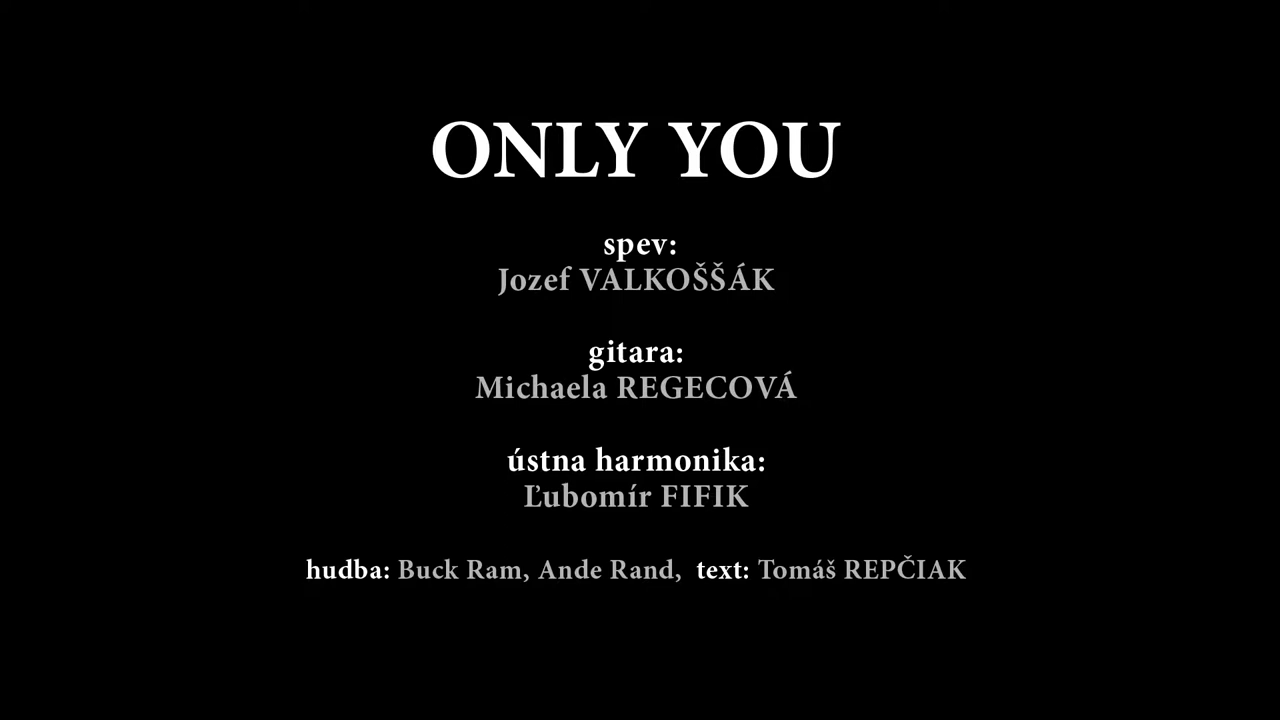 ONLY YOU
spev:
Jozef VALKOŠŠÁK
gitara:
Michaela REGECOVÁ
ústna harmonika:
Ľubomír FIFIK
hudba: Buck Ram, Ande Rand, text: Tomáš REPČIAK